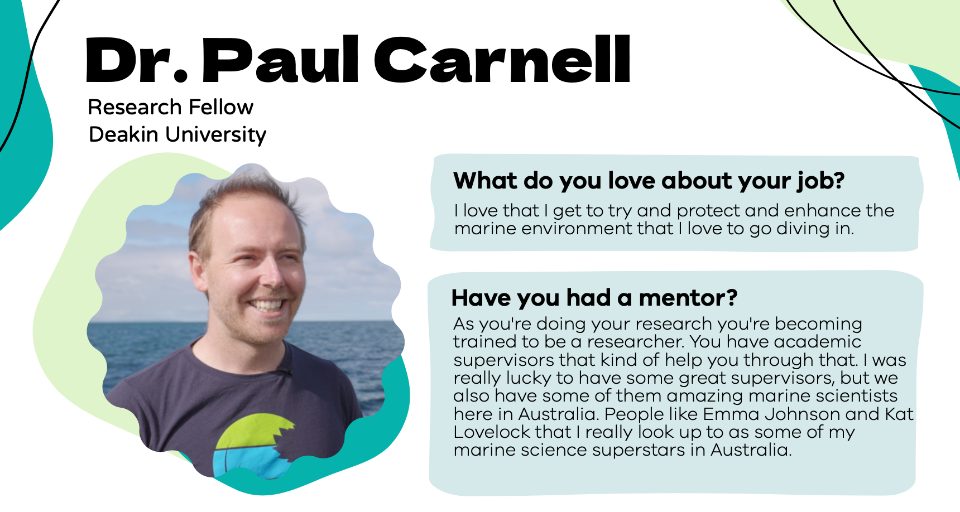 Dr. Paul Carnell
Research Fellow
Deakin University
What do you love about your job?
I love that I get to try and protect and enhance the
marine environment that I love to go diving in.
Have you had a mentor?
As you're doing your research you're becoming
trained to be a researcher. You have academic
supervisors that kind of help you through that. I was
really lucky to have some great supervisors, but we
also have some of them amazing marine scientists
here in Australia. People like Emma Johnson and Kat
Lovelock that I really look up to as some of my
marine science superstars in Australia.